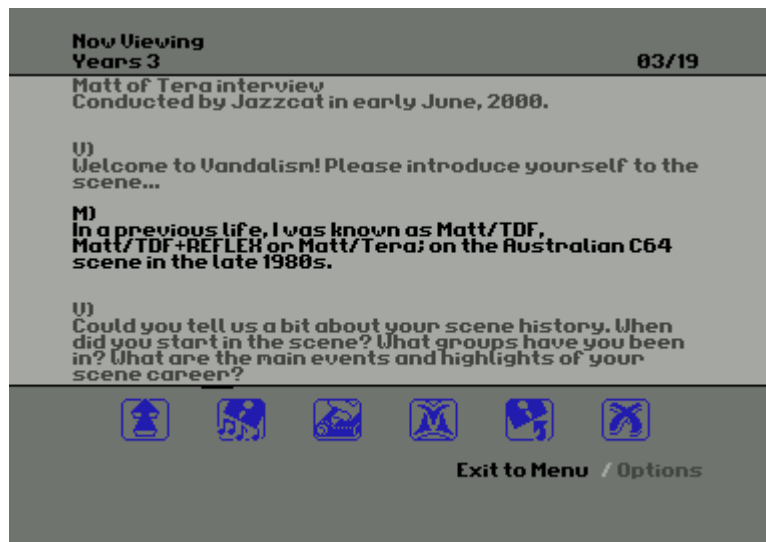 Now Viewing
Years 3
03/19
Matt of Tera interview
Conducted by Jazzcat in early June, 2000.
V)
Welcome to Vandalism! Please introduce yourself to the
scene...
M)
In a previous life, I was known as Matt/TDF,
Matt/TDF+REFLEX or Matt/Tera; on the Australian C64
scene in the late 1980s.
V)
Could you tell us a bit about your scene history. When
did you start in the scene? What groups have you been
in? What are the main events and highlights of your
scene career?
Exit to Menu / Options